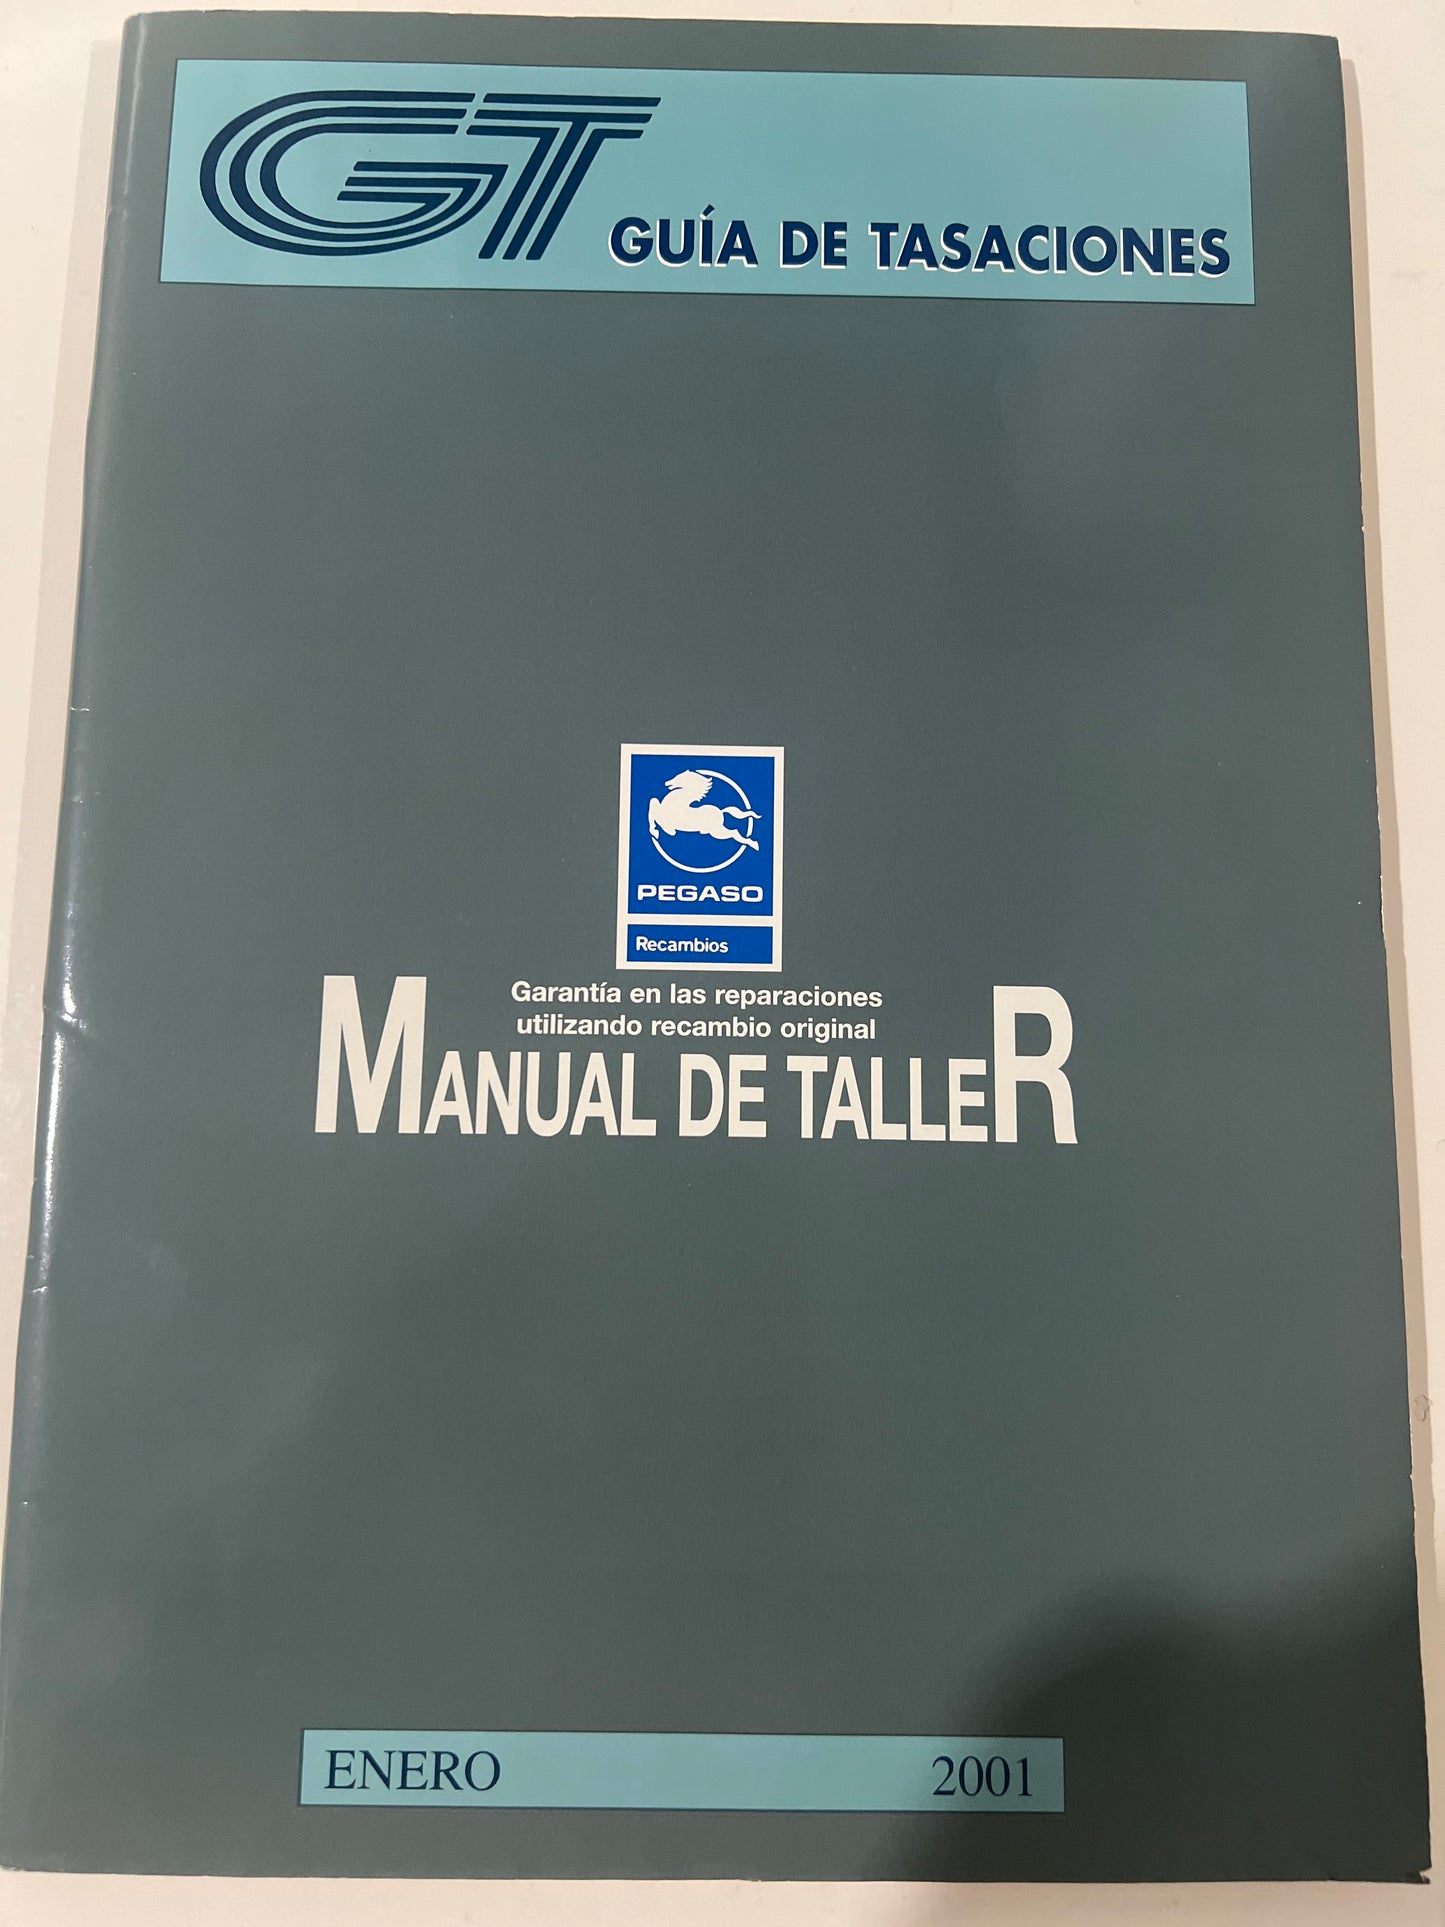 GT GUÍA DE TASACIONES
PEGASO
Recambios
Garantía en las reparaciones
utilizando recambio original
MANUAL DE TALLER
ENERO 2001